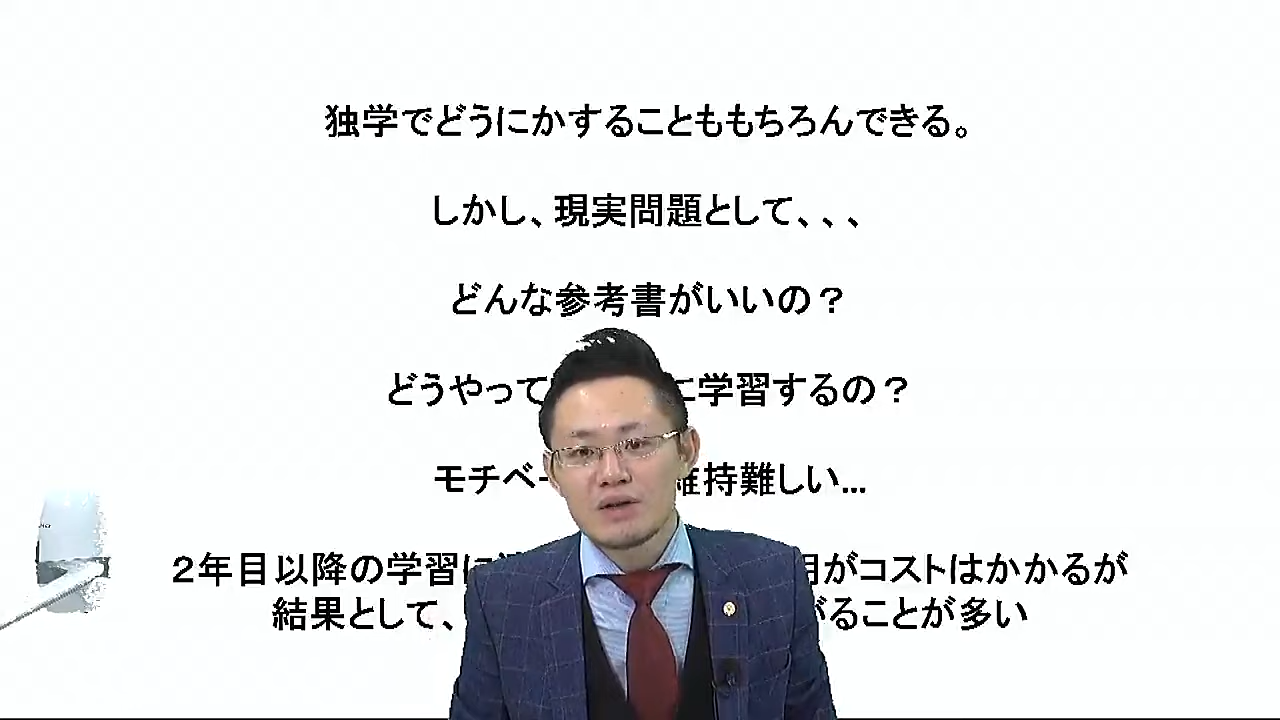 独学でどうにかすることももちろんできる。
しかし、現実問題として、、、
どんな参考書がいいの？
どうやって に学習するの？
モチベー 維持難しい…
２年目以降の学習に がコストはかかるが
結果として、 がることが多い